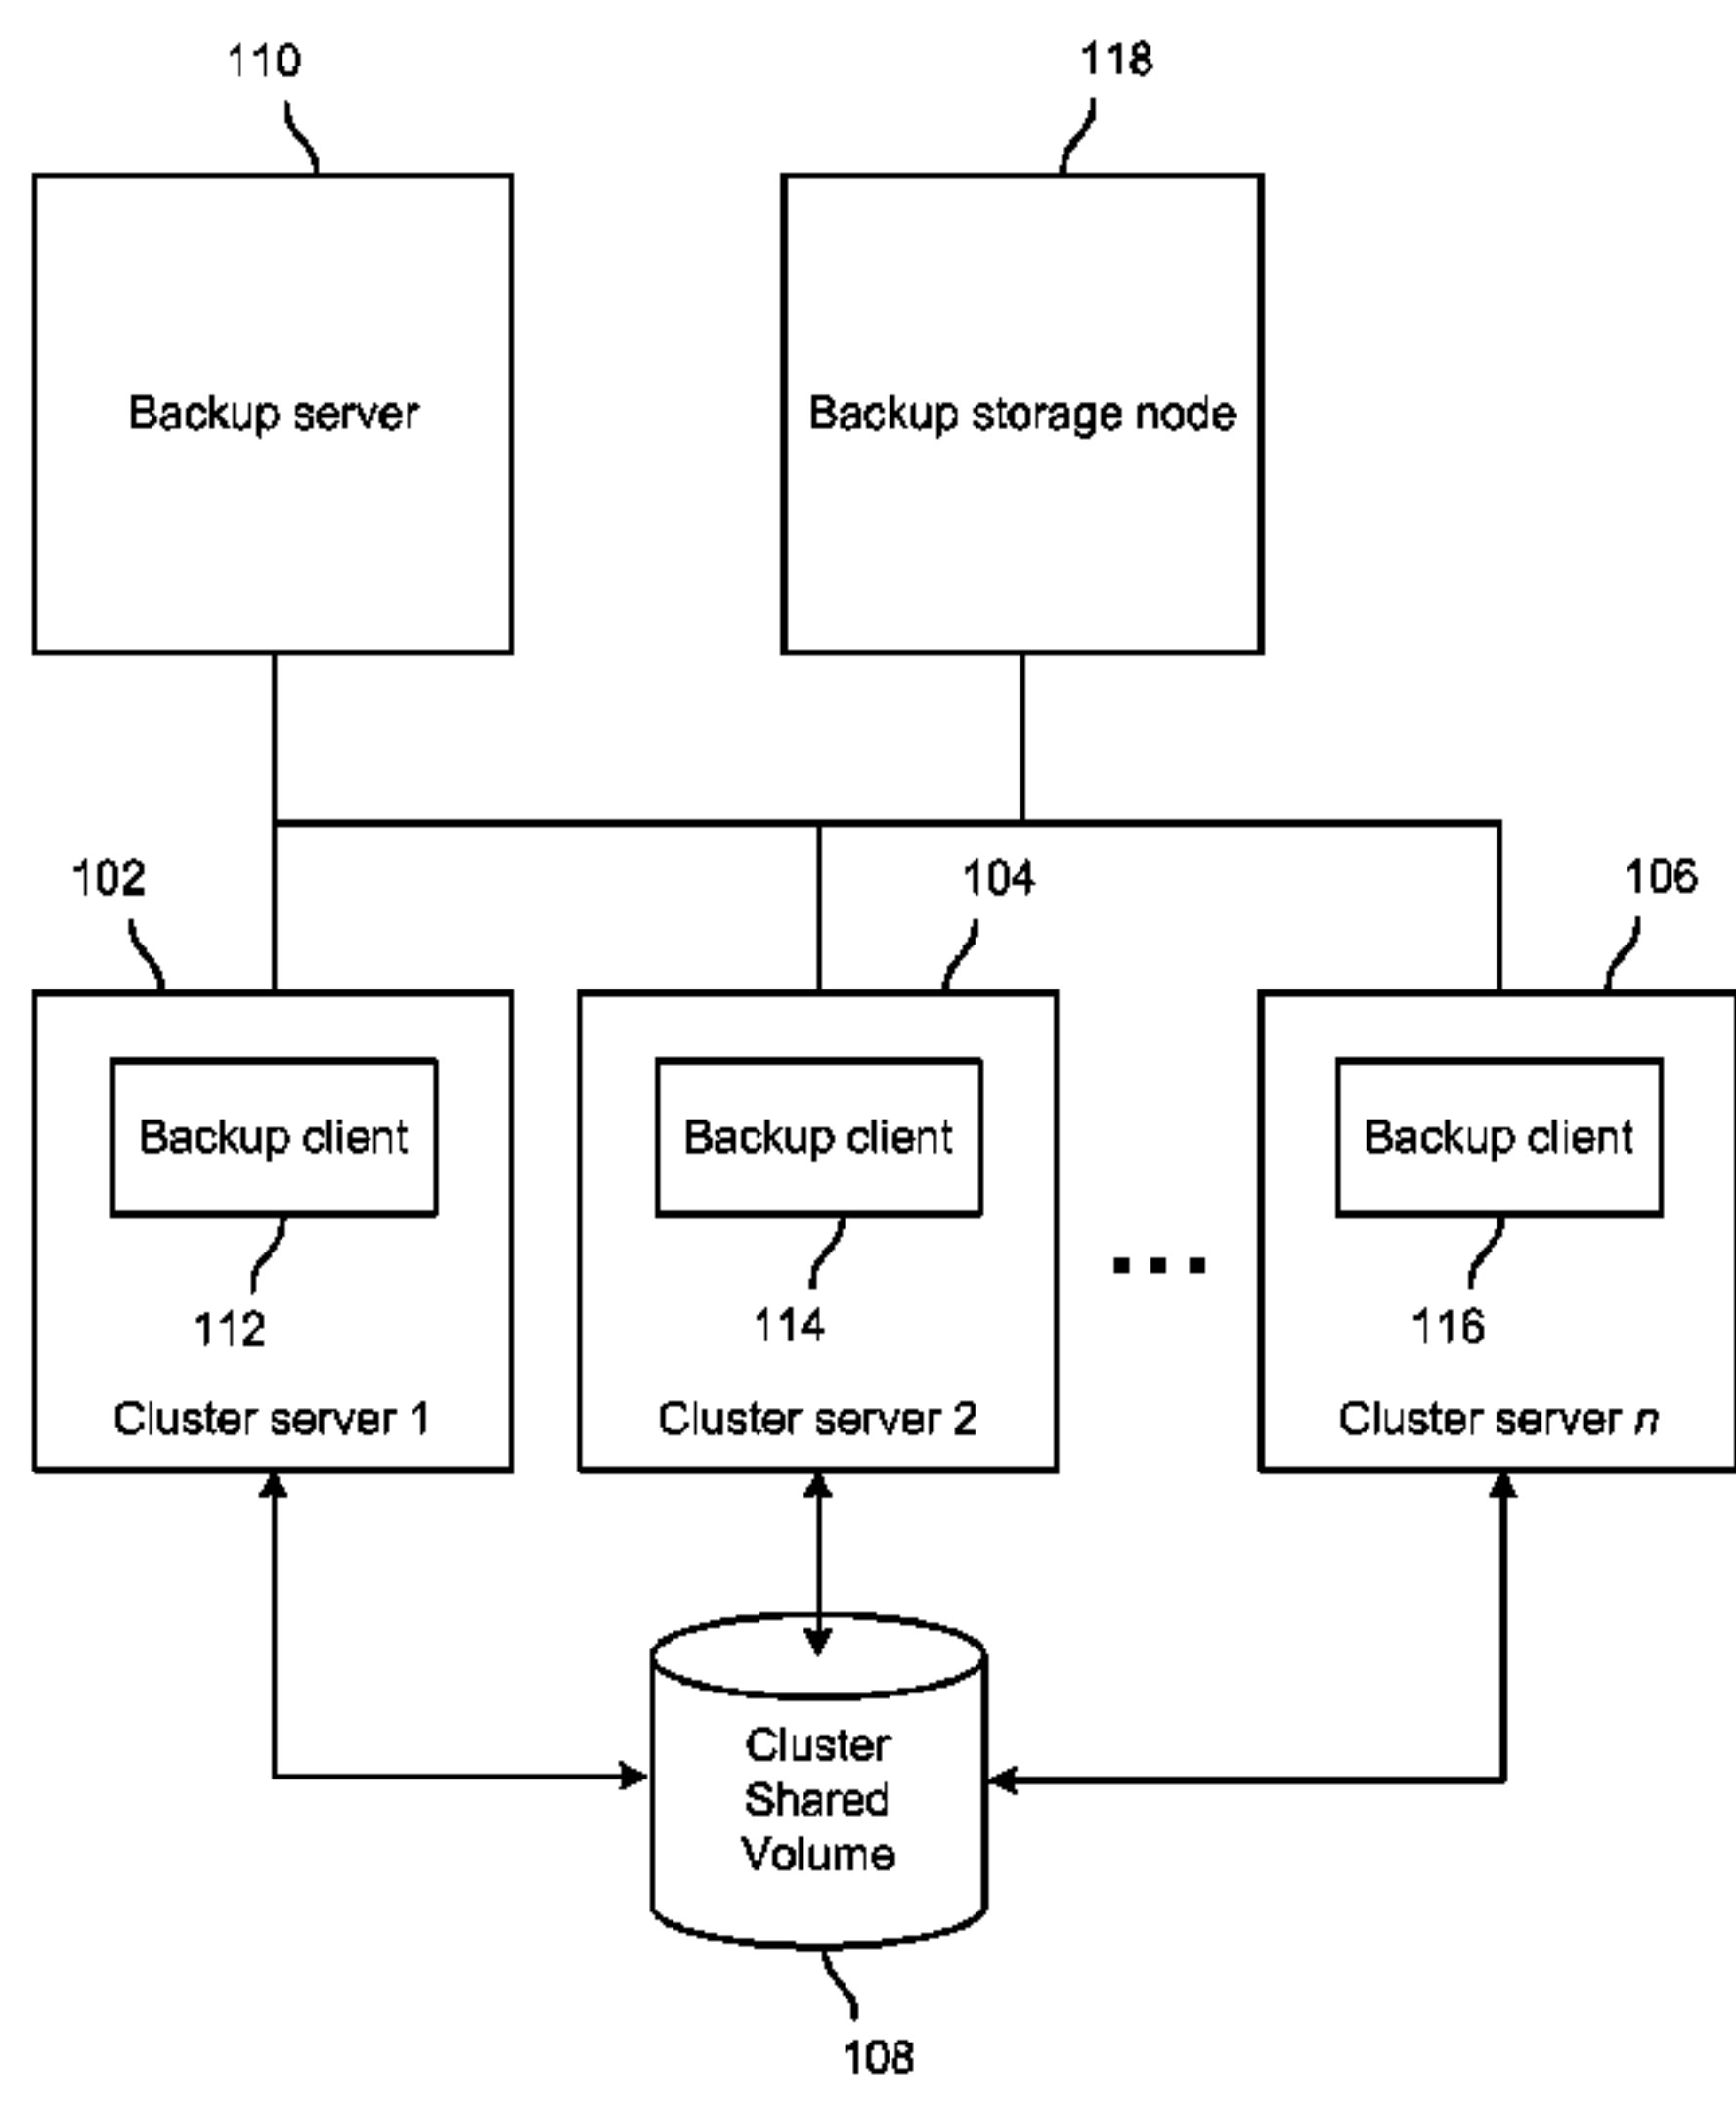 110
118
Backup server
Backup storage node
102
104
106
Backup client
Backup client
Backup client
112
114
116
Cluster server 1
Cluster server 2
Cluster server n
Cluster
Shared
Volume
108